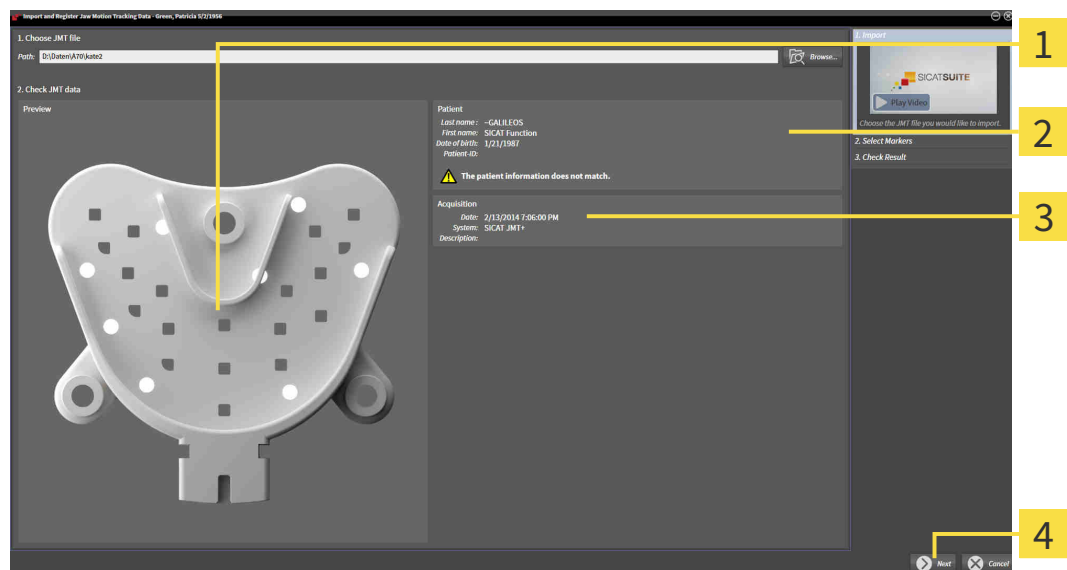 Import and Register Jaw Motion Tracking Data - Green, Patricia 5/2/1956
1. Choose JMT file
Path: D:\Daten\A70\kate2
Browse...
2. Check JMT data
Preview
Patient
Last name: ~GALILEOS
First name: SICAT Function
Date of birth: 1/21/1987
Patient-ID:
The patient information does not match.
Acquisition
Date: 2/13/2014 7:06:00 PM
System: SICAT JMT+
Description:
1. Import
SICATSUITE
Play Video
Choose the JMT file you would like to import.
2. Select Markers
3. Check Result
Next
Cancel
1
2
3
4